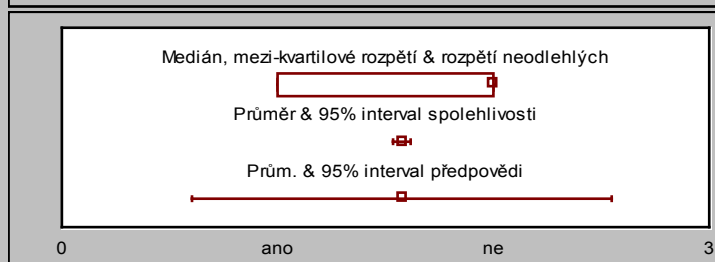 Medián, mezi-kvartilové rozpětí & rozpětí neodlehlých
Průměr & 95% interval spolehlivosti
Prům. & 95% interval předpovědi
0 ano ne 3